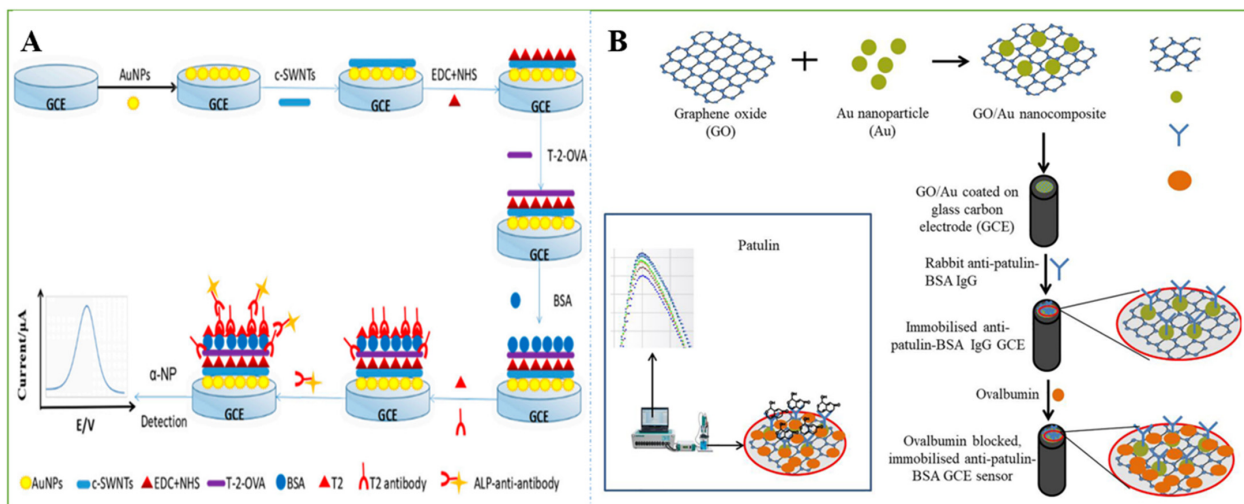 A
AuNPs
c-SWNTs
EDC+NHS
GCE
GCE
GCE
GCE
T-2-OVA
GCE
BSA
Current/µA
E/V
α-NP
Detection
GCE
GCE
GCE
AuNPs
c-SWNTs
EDC+NHS
T-2-OVA
BSA
T2
T2 antibody
ALP-anti-antibody
B
Graphene oxide
(GO)
Au nanoparticle
(Au)
GO/Au nanocomposite
GO/Au coated on
glass carbon
electrode (GCE)
Rabbit anti-patulin-
BSA IgG
Immobilised anti-
patulin-BSA IgG GCE
Ovalbumin
Ovalbumin blocked,
immobilised anti-patulin-
BSA GCE sensor
Patulin